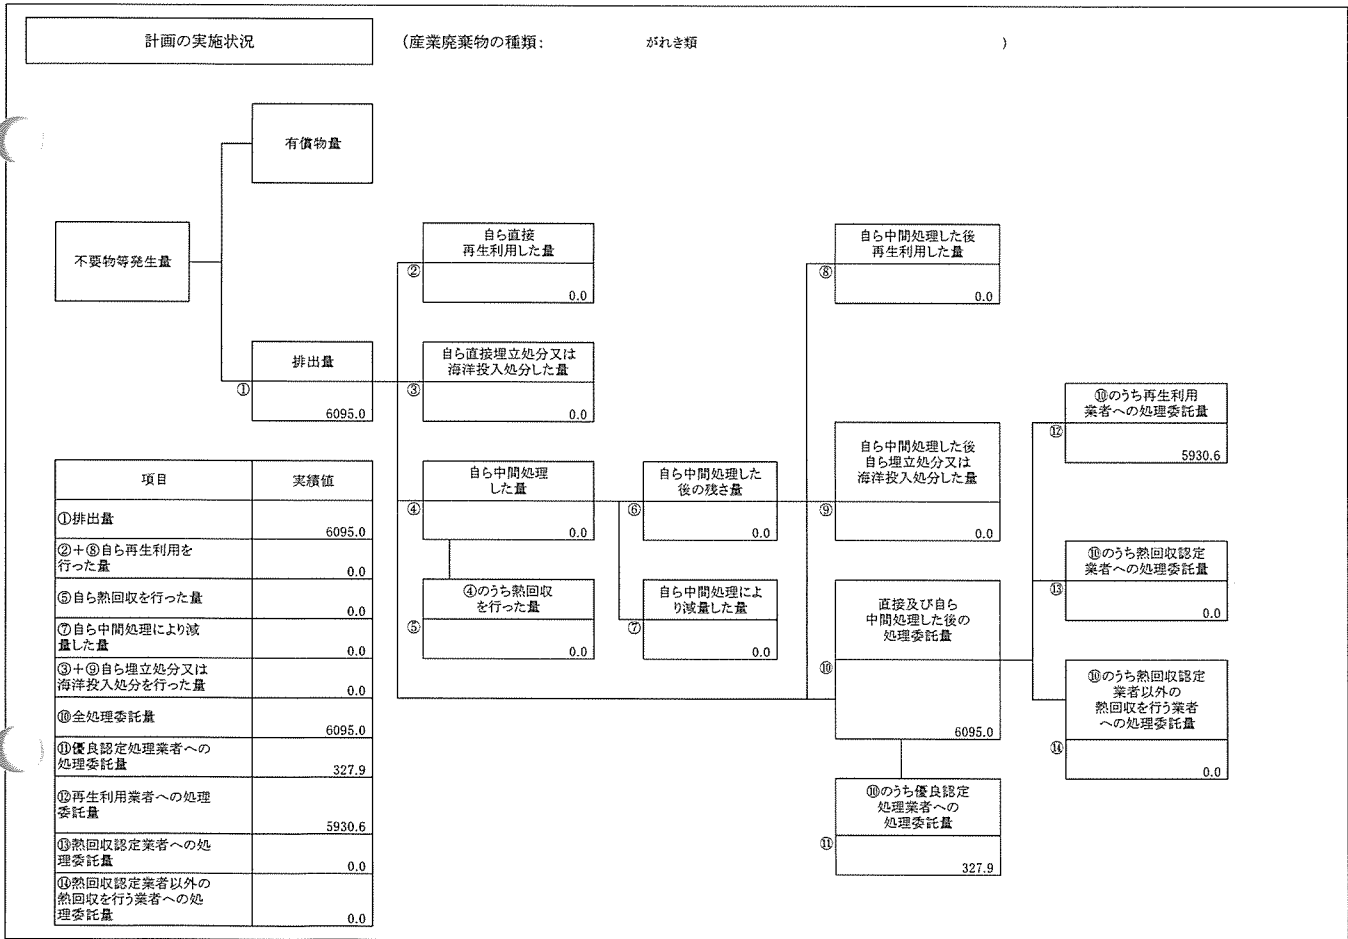 計画の実施状況
(産業廃棄物の種類: がれき類 )
有償物量
不要物等発生量
排出量
①
6095.0
自ら直接
再生利用した量
②
0.0
自ら直接埋立処分又は
海洋投入処分した量
③
0.0
自ら中間処理
した量
④
0.0
④のうち熱回収
を行った量
⑤
0.0
自ら中間処理した
後の残さ量
⑥
0.0
自ら中間処理によ
り減量した量
⑦
0.0
自ら中間処理した後
再生利用した量
⑧
0.0
自ら中間処理した後
自ら埋立処分又は
海洋投入処分した量
⑨
0.0
直接及び自ら
中間処理した後の
処理委託量
⑩
6095.0
⑩のうち優良認定
処理業者への
処理委託量
⑪
327.9
⑩のうち再生利用
業者への処理委託量
⑫
5930.6
⑩のうち熱回収認定
業者への処理委託量
⑬
0.0
⑩のうち熱回収認定
業者以外の
熱回収を行う業者
への処理委託量
⑭
0.0
項目 実績値
①排出量
6095.0
②+⑧自ら再生利用を
行った量
0.0
⑤自ら熱回収を行った量
0.0
⑦自ら中間処理により減
量した量
0.0
③+⑨自ら埋立処分又は
海洋投入処分を行った量
0.0
⑩全処理委託量
6095.0
⑪優良認定処理業者への
処理委託量
327.9
⑫再生利用業者への処理
委託量
5930.6
⑬熱回収認定業者への処
理委託量
0.0
⑭熱回収認定業者以外の
熱回収を行う業者への処
理委託量
0.0